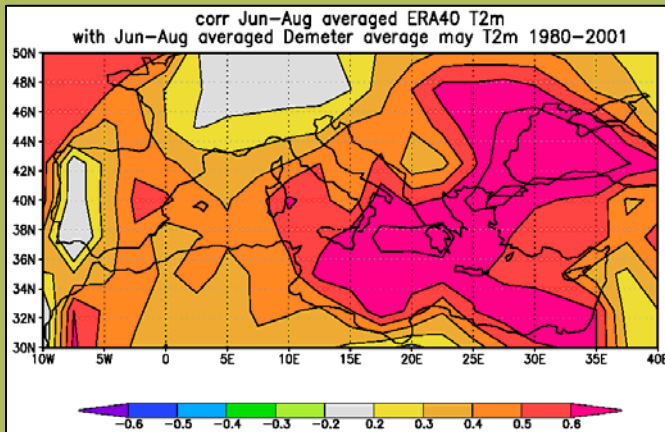 corr Jun-Aug averaged ERA40 T2m
with Jun-Aug averaged Demeter average may T2m 1980-2001
50N
48N
46N
44N
42N
40N
38N
36N
34N
32N
30N
10W 5W 0 5E 10E 15E 20E 25E 30E 35E 40E
-0.6 -0.5 -0.4 -0.3 -0.2 0.2 0.3 0.4 0.5 0.6